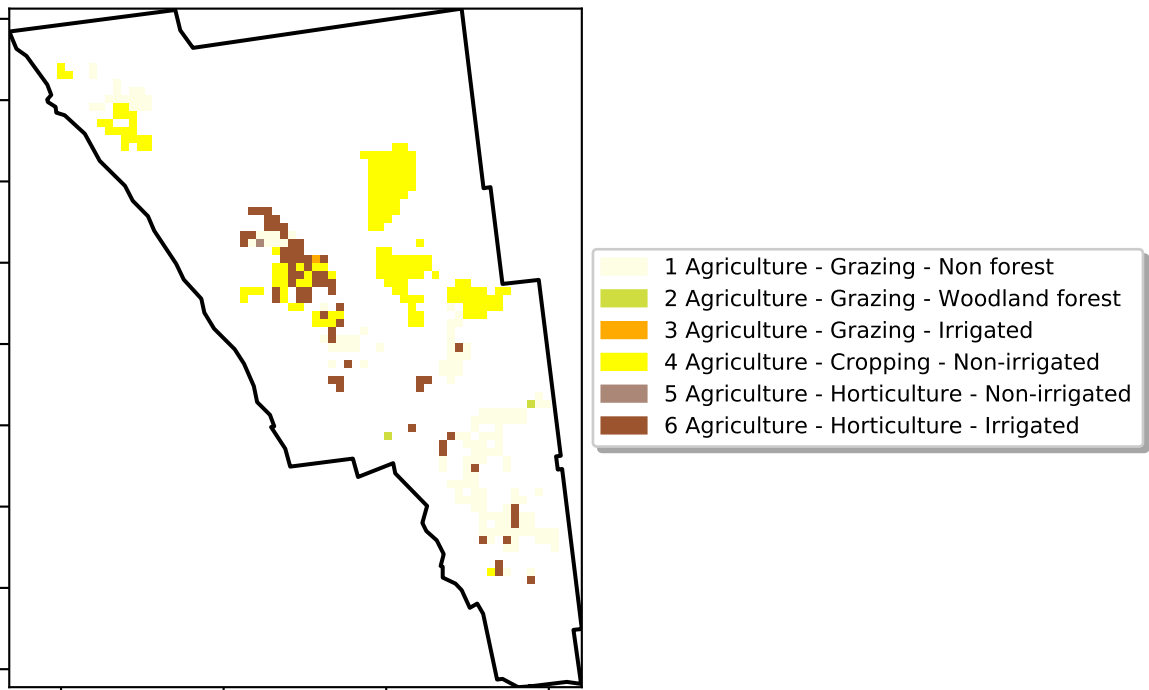 1 Agriculture - Grazing - Non forest
2 Agriculture - Grazing - Woodland forest
3 Agriculture - Grazing - Irrigated
4 Agriculture - Cropping - Non-irrigated
5 Agriculture - Horticulture - Non-irrigated
6 Agriculture - Horticulture - Irrigated